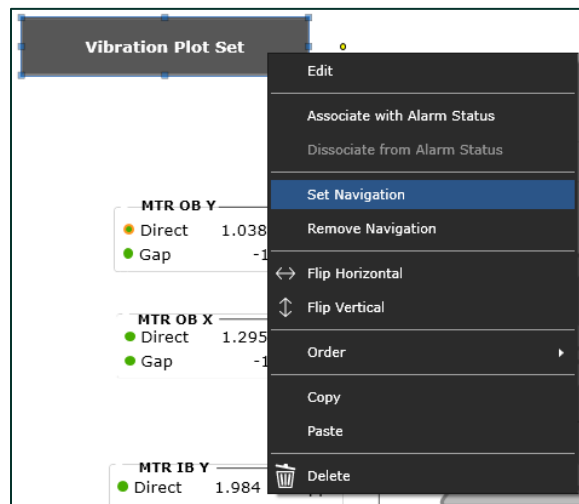 Vibration Plot Set
Edit
Associate with Alarm Status
Dissociate from Alarm Status
Set Navigation
MTR OB Y
Remove Navigation
Direct 1.038
Gap -1
Flip Horizontal
Flip Vertical
MTR OB X
Direct 1.295
Order
Gap -1
Copy
Paste
MTR IB Y
Delete
Direct 1.984